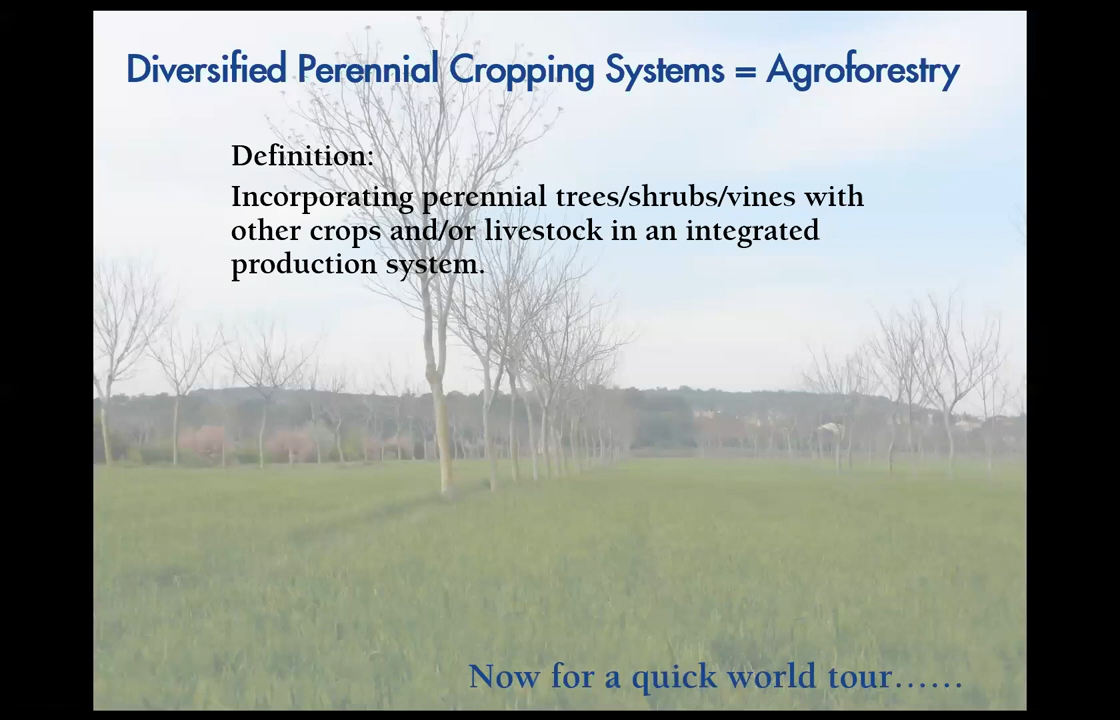 Diversified Perennial Cropping Systems = Agroforestry
Definition:
Incorporating perennial trees/shrubs/vines with
other crops and/or livestock in an integrated
production system.
Now for a quick world tour……